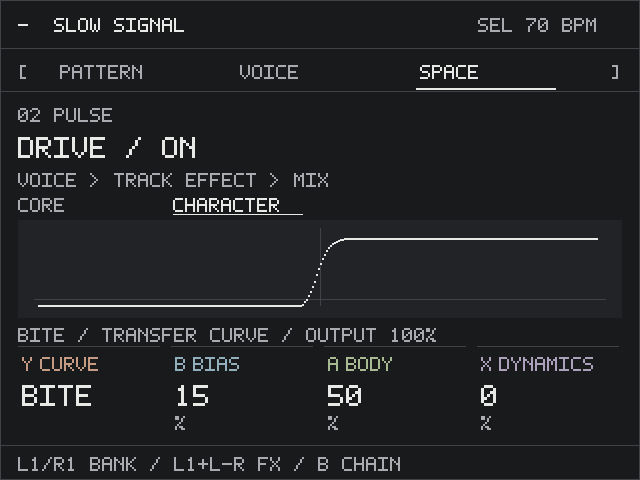 – SLOW SIGNAL SEL 70 BPM
[ PATTERN VOICE SPACE ]
02 PULSE
DRIVE / ON
VOICE > TRACK EFFECT > MIX
CORE CHARACTER
BITE / TRANSFER CURVE / OUTPUT 100%
Y CURVE B BIAS A BODY X DYNAMICS
BITE 15 50 0
% % %
L1/R1 BANK / L1+L-R FX / B CHAIN